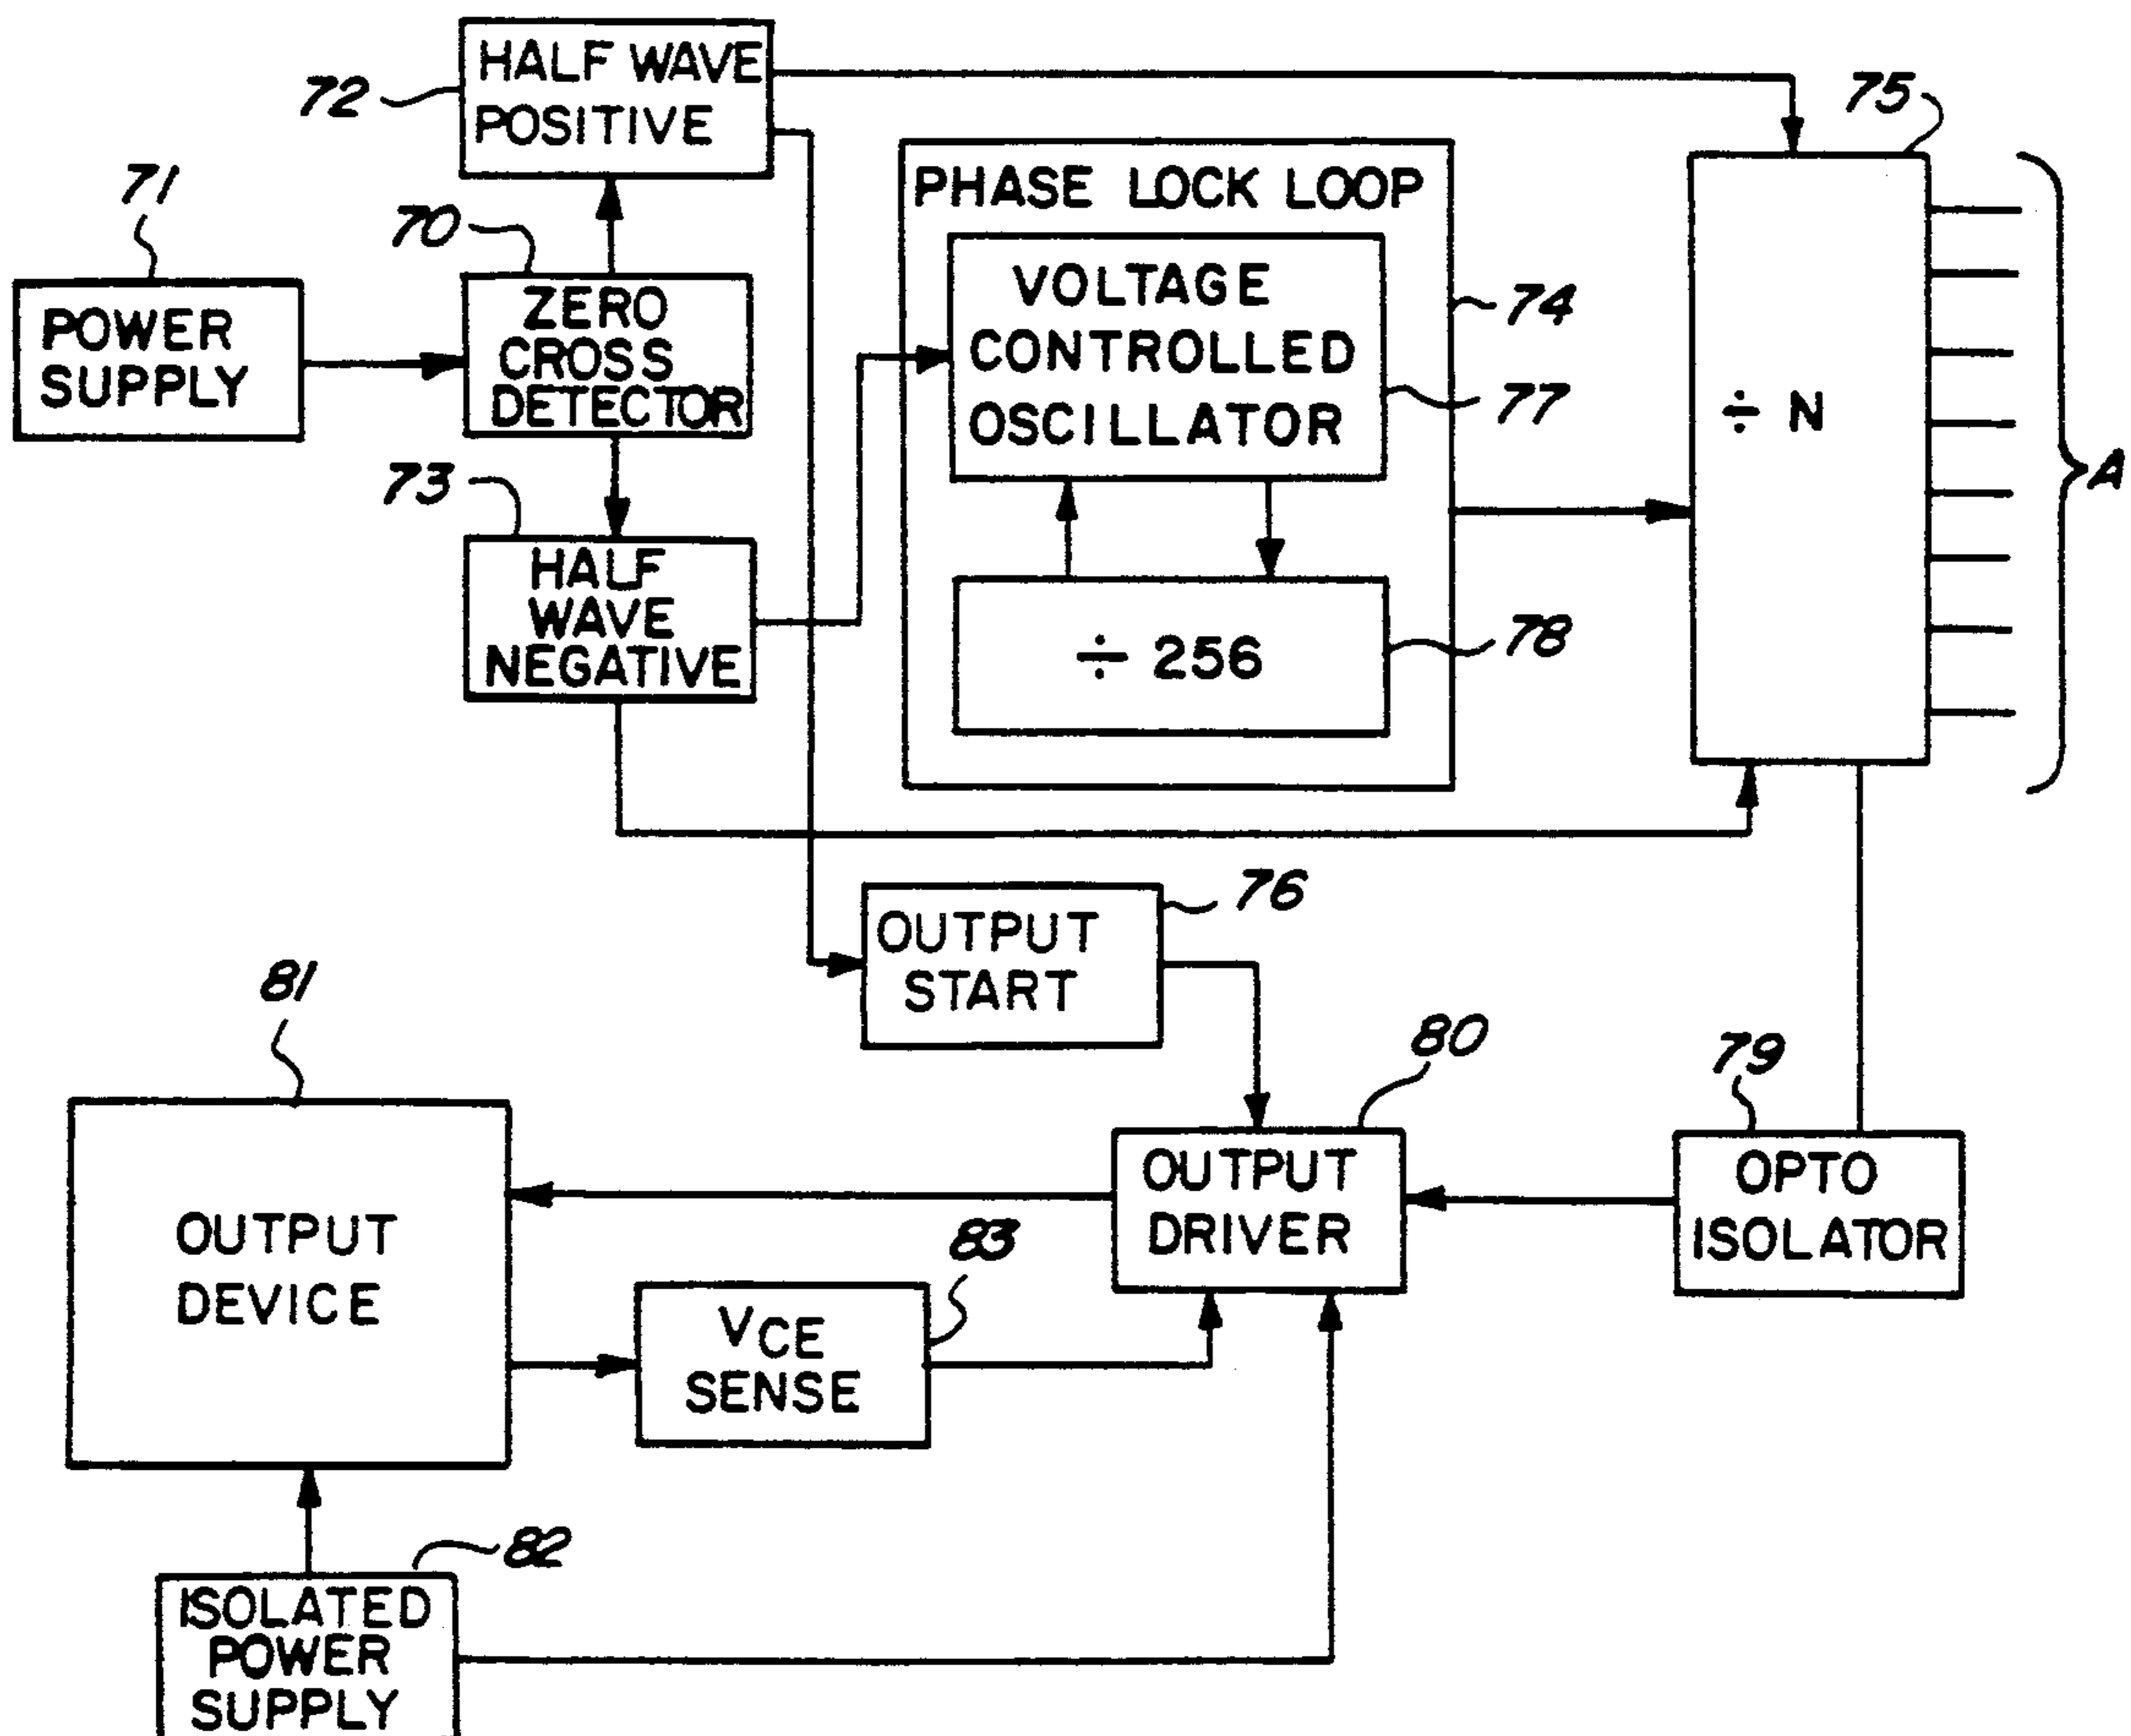 72
HALF WAVE
POSITIVE
75
71
70
PHASE LOCK LOOP
POWER
SUPPLY
ZERO
CROSS
DETECTOR
VOLTAGE
CONTROLLED
OSCILLATOR
74
77
÷ N
A
73
HALF
WAVE
NEGATIVE
÷ 256
78
OUTPUT
START
76
81
80
79
OUTPUT
DEVICE
OUTPUT
DRIVER
OPTO
ISOLATOR
83
VCE
SENSE
82
ISOLATED
POWER
SUPPLY